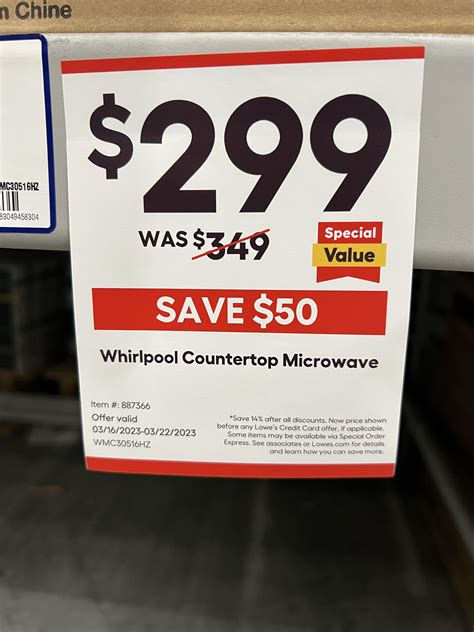 n Chine
MC30516HZ
83049458304
$299
WAS $349
Special
Value
SAVE $50
Whirlpool Countertop Microwave
Item #: 887366
Offer valid
03/16/2023-03/22/2023
WMC30516HZ
*Save 14% after all discounts. Now price shown
before any Lowe's Credit Card offer, if applicable.
Some items may be available via Special Order
Express. See associates or Lowes.com for details
and learn how you can save more.